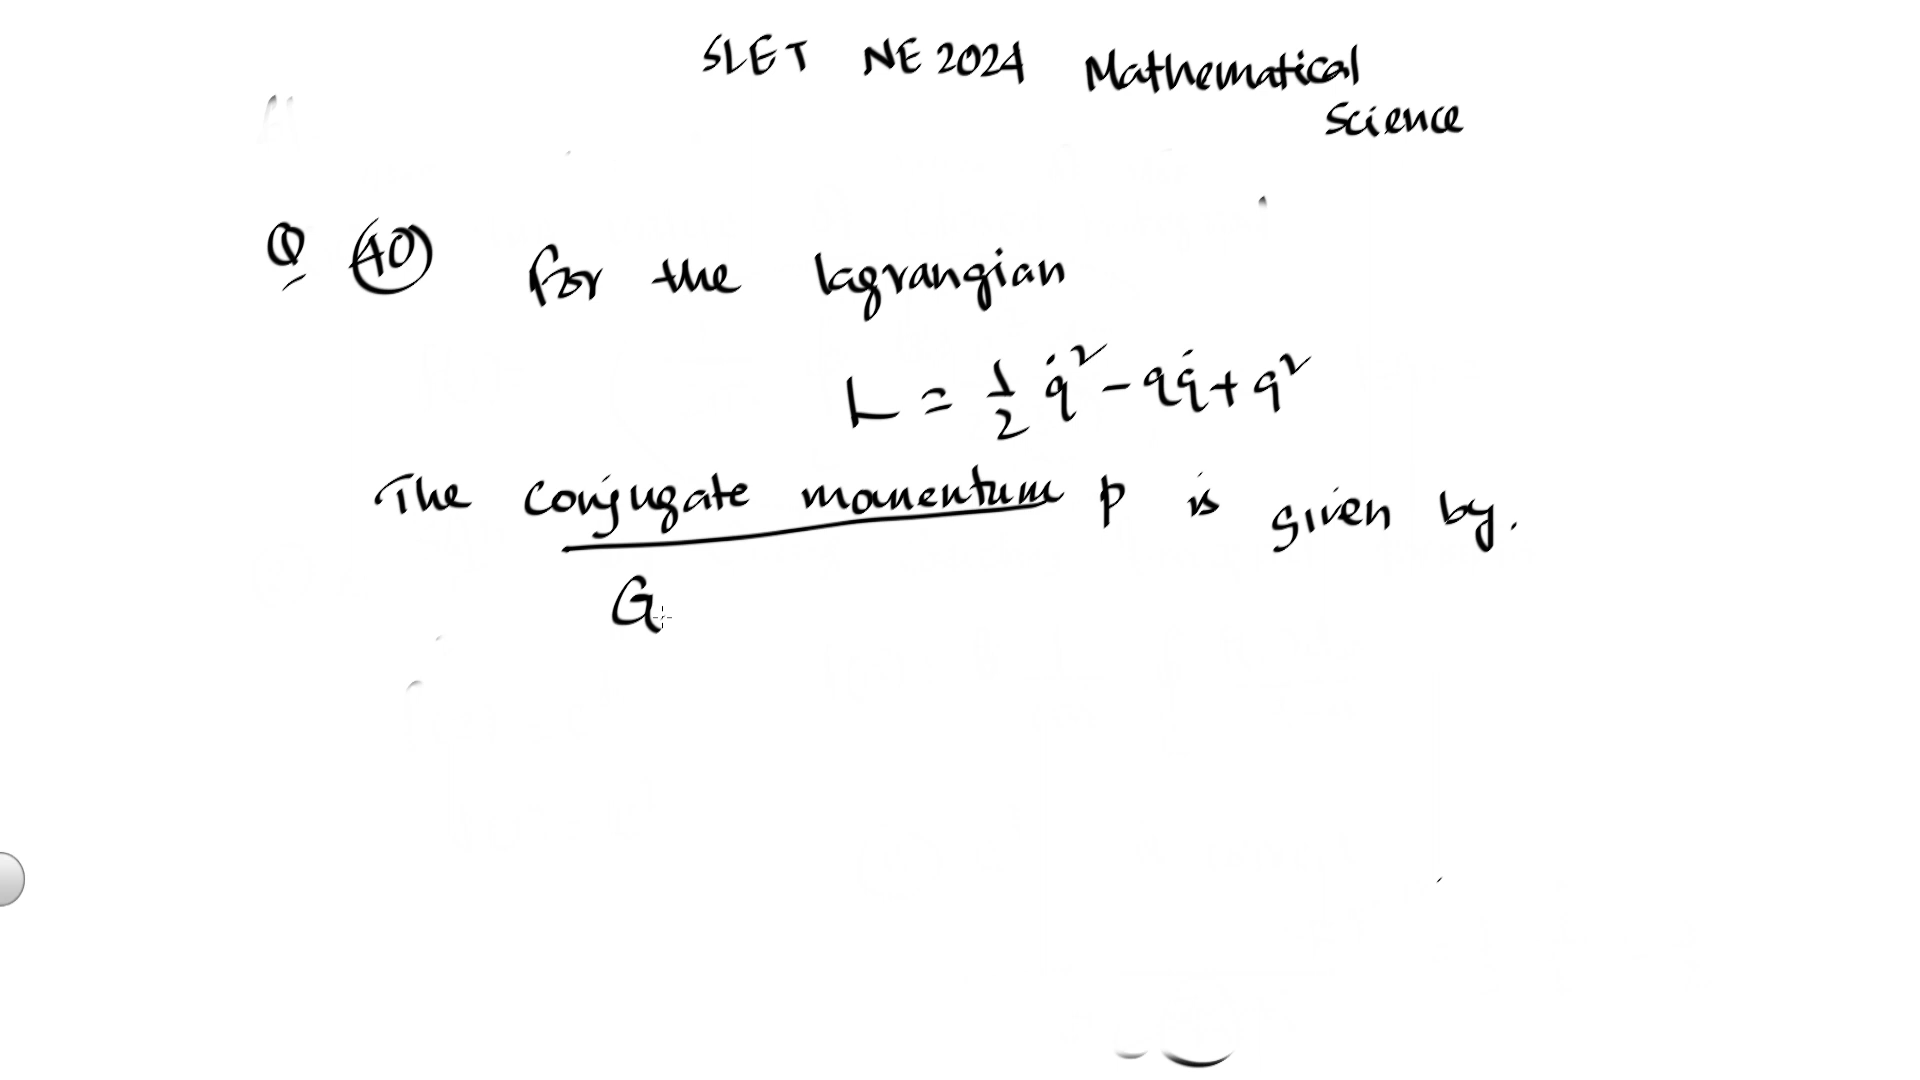 SLET NE 2024 Mathematical
Science
Q 40 for the lagrangian
L = 1/2 q̇² - qq̇ + q²
The conjugate momentum p is given by.
G